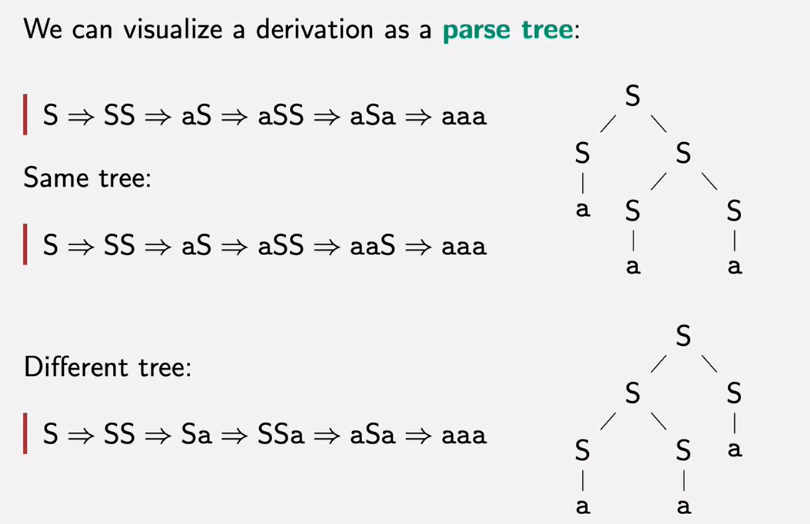 We can visualize a derivation as a parse tree:
S ⇒ SS ⇒ aS ⇒ aSS ⇒ aSa ⇒ aaa
Same tree:
S ⇒ SS ⇒ aS ⇒ aSS ⇒ aaS ⇒ aaa
S
S S
a S S
a a
Different tree:
S ⇒ SS ⇒ Sa ⇒ SSa ⇒ aSa ⇒ aaa
S
S S
S S a
a a